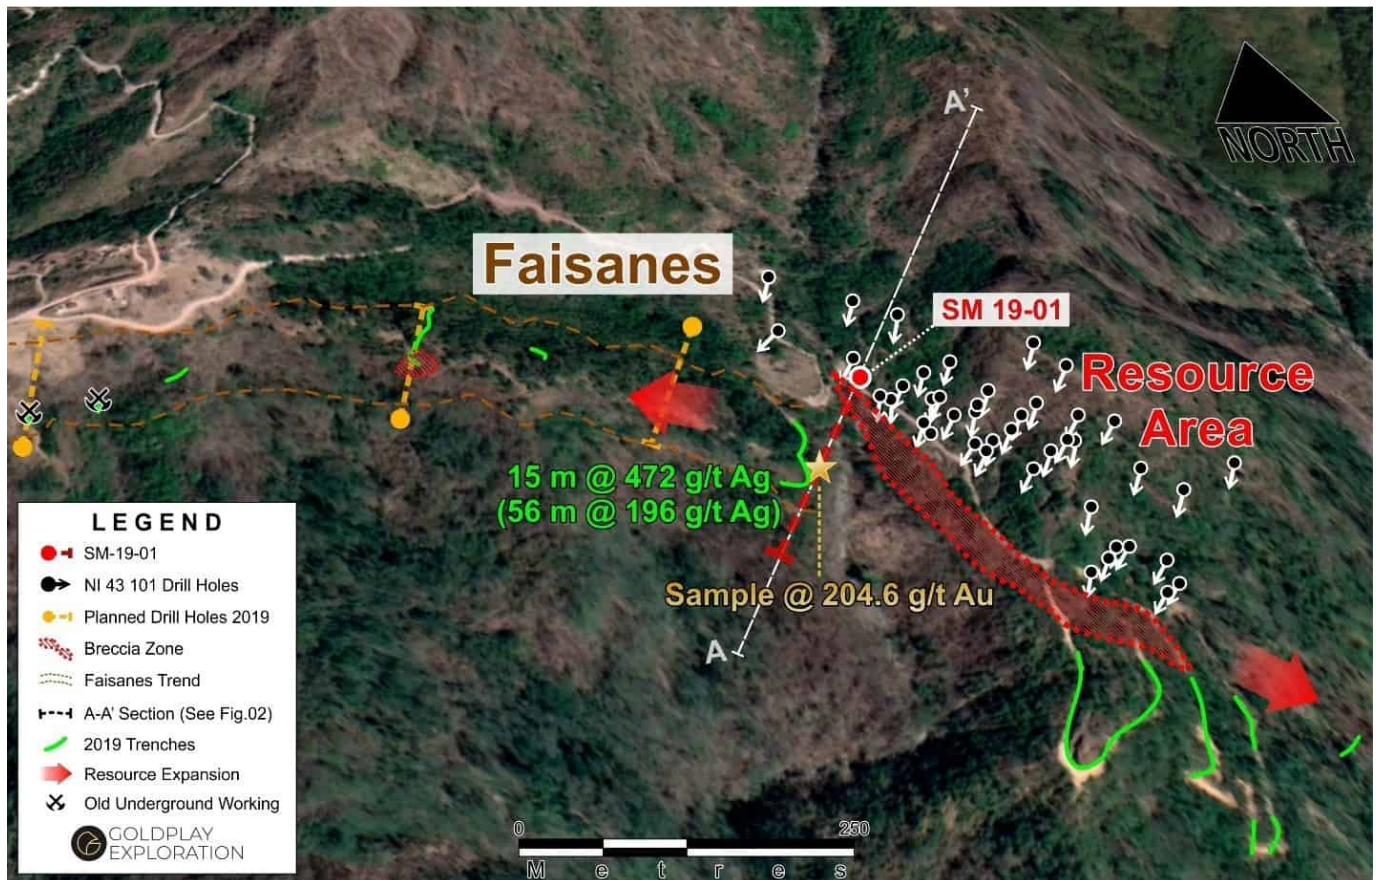 A'
NORTH
Faisanes
SM 19-01
Resource
Area
15 m @ 472 g/t Ag
(56 m @ 196 g/t Ag)
Sample @ 204.6 g/t Au
A
LEGEND
SM-19-01
NI 43 101 Drill Holes
Planned Drill Holes 2019
Breccia Zone
Faisanes Trend
A-A' Section (See Fig.02)
2019 Trenches
Resource Expansion
Old Underground Working
GOLDPLAY
EXPLORATION
0 250
Metres